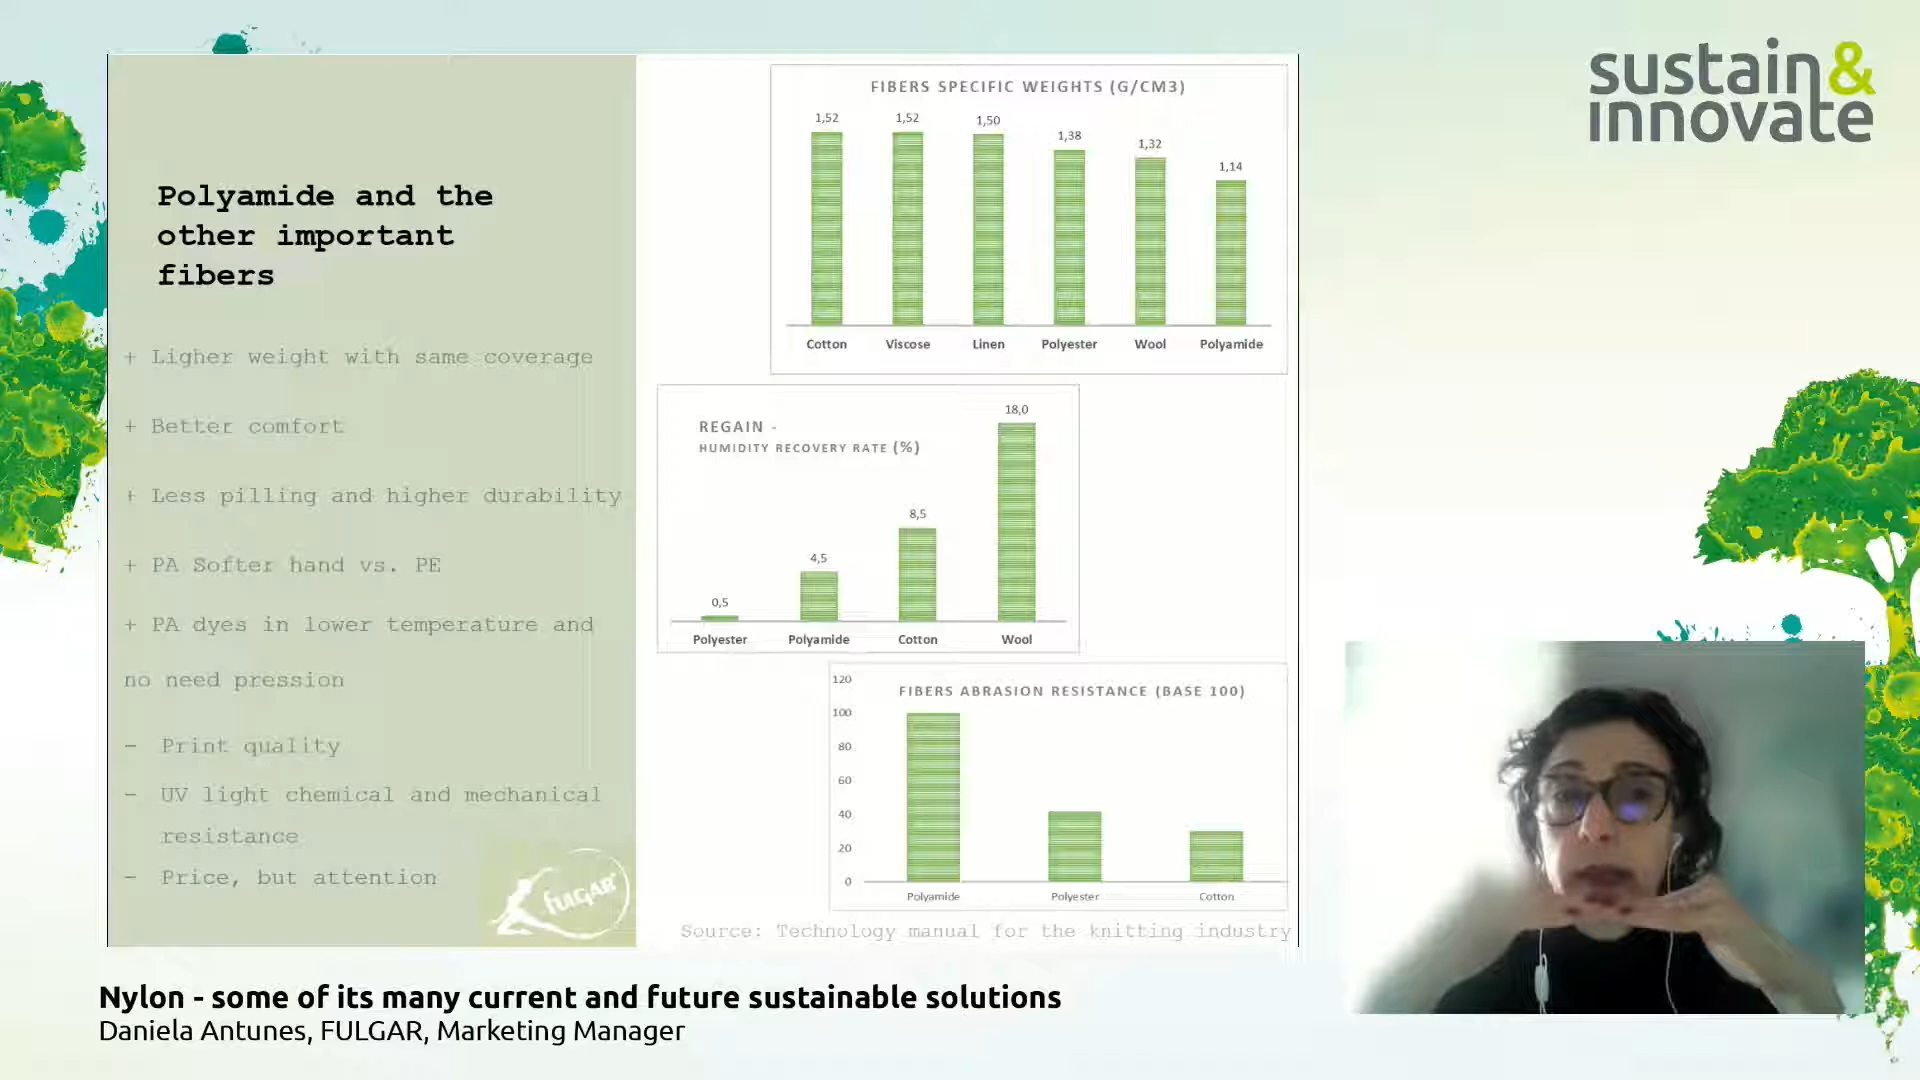 sustain&
innovate
Polyamide and the
other important
fibers
+ Ligher weight with same coverage
+ Better comfort
+ Less pilling and higher durability
+ PA Softer hand vs. PE
+ PA dyes in lower temperature and
no need pression
- Print quality
- UV light chemical and mechanical
resistance
- Price, but attention
FULGAR
FIBERS SPECIFIC WEIGHTS (G/CM3)
1,52 1,52 1,50 1,38 1,32 1,14
Cotton Viscose Linen Polyester Wool Polyamide
REGAIN -
HUMIDITY RECOVERY RATE (%)
0,5 4,5 8,5 18,0
Polyester Polyamide Cotton Wool
FIBERS ABRASION RESISTANCE (BASE 100)
120
100
80
60
40
20
0
Polyamide Polyester Cotton
Source: Technology manual for the knitting industry
Nylon - some of its many current and future sustainable solutions
Daniela Antunes, FULGAR, Marketing Manager